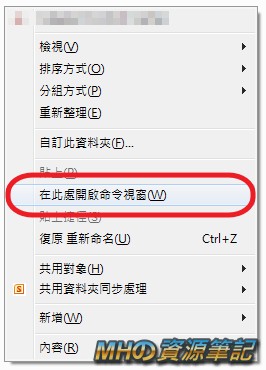 檢視(V)
排序方式(O)
分組方式(P)
重新整理(E)
自訂此資料夾(F)...
貼上(P)
在此處開啟命令視窗(W)
貼上捷徑(S)
復原 重新命名(U) Ctrl+Z
共用對象(H)
S 共用資料夾同步處理
新增(W)
內容(R)
MHの資源筆記